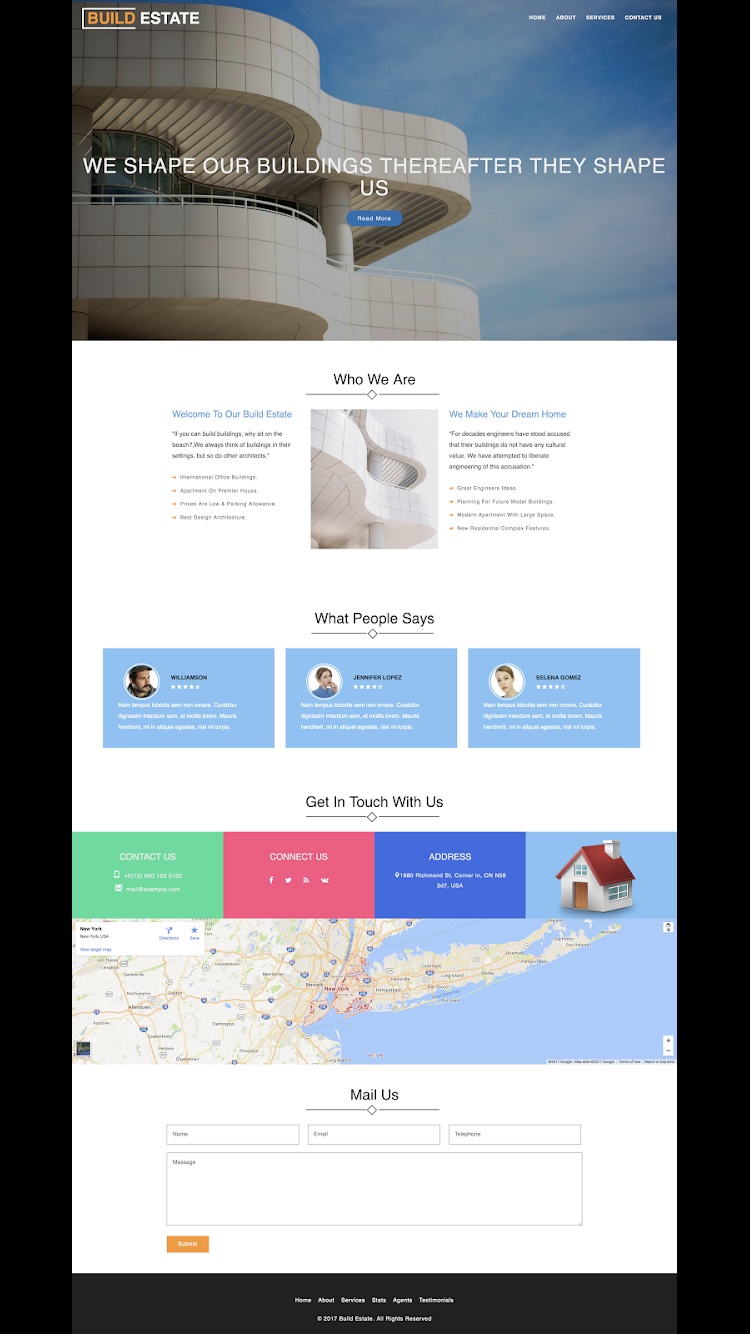 BUILD ESTATE
HOME ABOUT SERVICES CONTACT US
WE SHAPE OUR BUILDINGS THEREAFTER THEY SHAPE
US
Read More
Who We Are
Welcome To Our Build Estate
"If you can build buildings, why sit on the
beach?,We always think of buildings in their
settings, but so do other architects."
International Office Buildings.
Apartment On Premier House.
Prices Are Low & Parking Allowance.
Best Design Architecture.
We Make Your Dream Home
"For decades engineers have stood accused
that their buildings do not have any cultural
value. We have attempted to liberate
engineering of this accusation."
Great Engineers Ideas.
Planning For Future Model Buildings.
Modern Apartment With Large Space.
New Residential Complex Features.
What People Says
WILLIAMSON
Nam tempus lobortis sem non ornare. Curabitur
dignissim interdum sem, et mollis lorem. Mauris
hendrerit, mi in aliquet egestas, nisi mi turpis.
JENNIFER LOPEZ
Nam tempus lobortis sem non ornare. Curabitur
dignissim interdum sem, et mollis lorem. Mauris
hendrerit, mi in aliquet egestas, nisi mi turpis.
SELENA GOMEZ
Nam tempus lobortis sem non ornare. Curabitur
dignissim interdum sem, et mollis lorem. Mauris
hendrerit, mi in aliquet egestas, nisi mi turpis.
Get In Touch With Us
CONTACT US
mail@example.com
CONNECT US
ADDRESS
1680 Richmond St, Corner in, ON N58
3d7, USA
New York
New York, USA
Directions
Save
View larger map
Allentown
Flemington
Morristown
Newark
New York
Hempstead
Long Island
Long Branch
Google
Terms of Use
Report a map error
Mail Us
Name
Email
Telephone
Message
Submit
Home About Services Stats Agents Testimonials
© 2017 Build Estate. All Rights Reserved